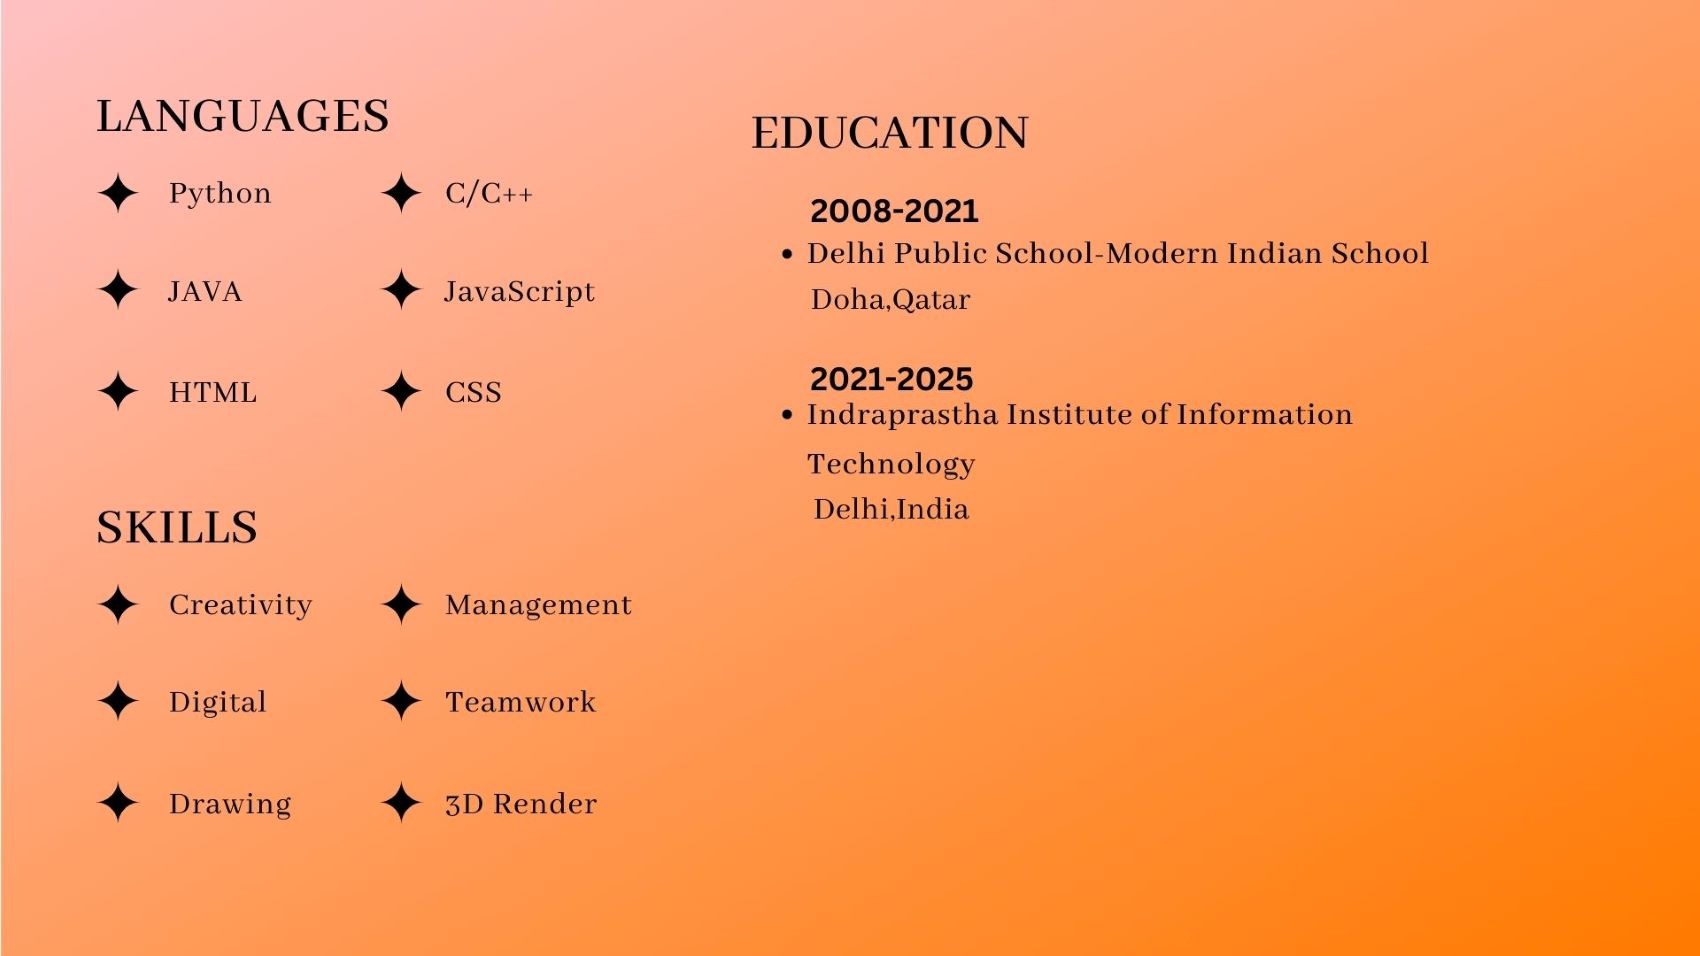 LANGUAGES
Python
C/C++
JAVA
JavaScript
HTML
CSS
SKILLS
Creativity
Management
Digital
Teamwork
Drawing
3D Render
EDUCATION
2008-2021
Delhi Public School-Modern Indian School
Doha,Qatar
2021-2025
Indraprastha Institute of Information
Technology
Delhi,India